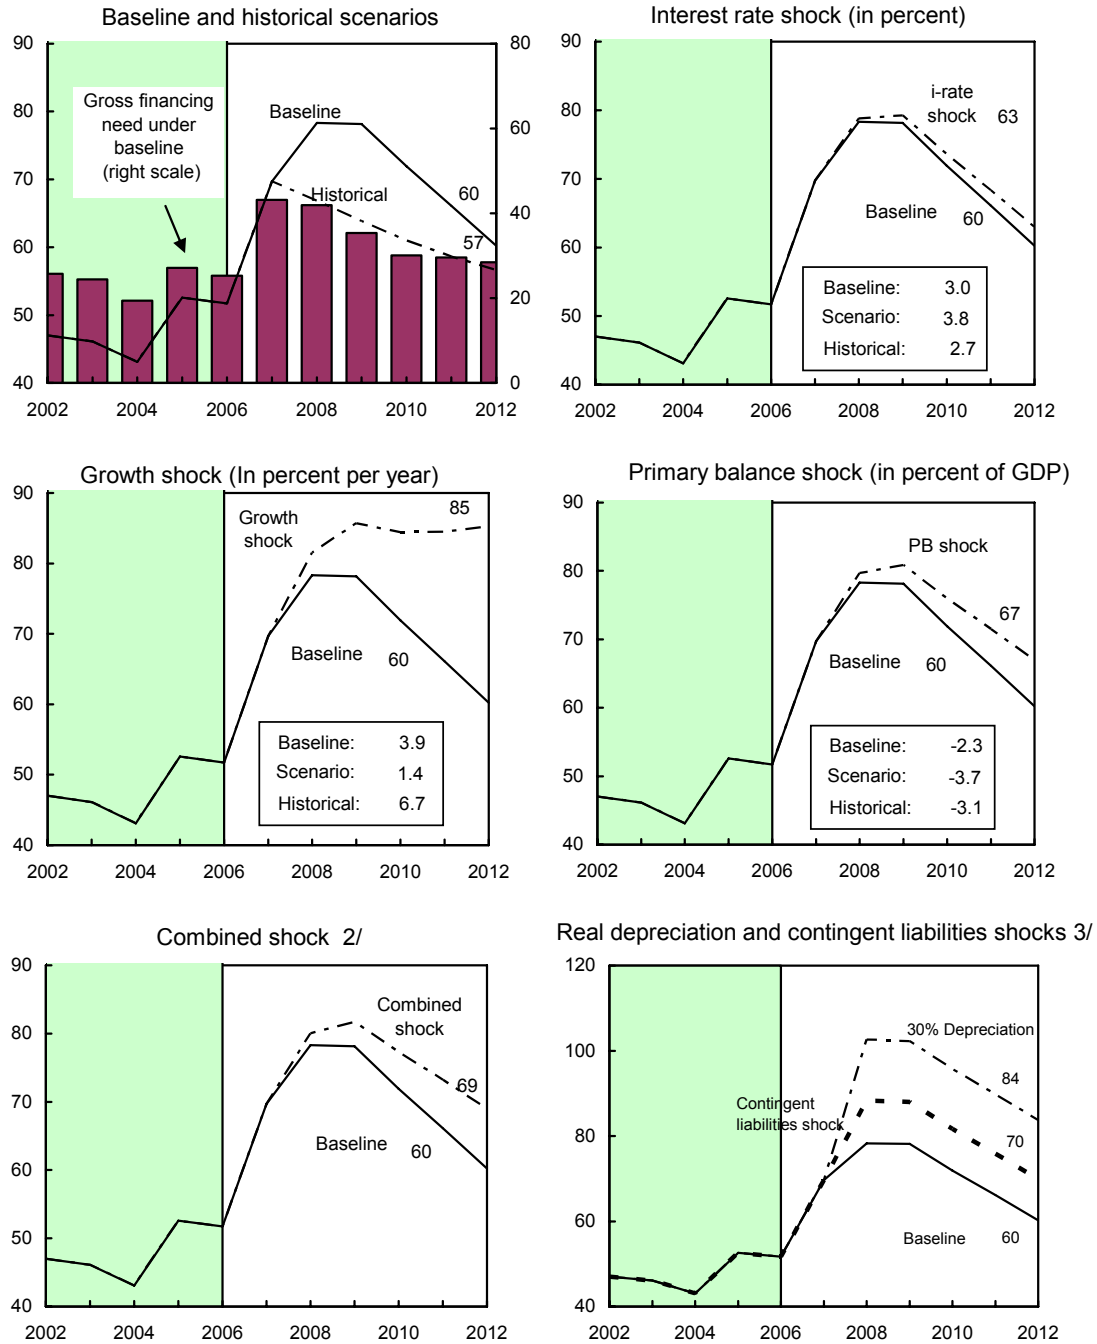 Baseline and historical scenarios
90
80
70
60
50
40
80
60
40
20
0
Gross financing
need under
baseline
(right scale)
Baseline
Historical
60
57
2002
2004
2006
2008
2010
2012
Interest rate shock (in percent)
90
80
70
60
50
40
i-rate
shock
63
Baseline
60
Baseline: 3.0
Scenario: 3.8
Historical: 2.7
2002
2004
2006
2008
2010
2012
Growth shock (In percent per year)
90
80
70
60
50
40
Growth
shock
85
Baseline 60
Baseline: 3.9
Scenario: 1.4
Historical: 6.7
2002
2004
2006
2008
2010
2012
Primary balance shock (in percent of GDP)
90
80
70
60
50
40
PB shock
67
Baseline 60
Baseline: -2.3
Scenario: -3.7
Historical: -3.1
2002
2004
2006
2008
2010
2012
Combined shock 2/
90
80
70
60
50
40
Combined
shock
69
Baseline 60
2002
2004
2006
2008
2010
2012
Real depreciation and contingent liabilities shocks 3/
120
100
80
60
40
30% Depreciation
84
Contingent
liabilities shock
70
Baseline 60
2002
2004
2006
2008
2010
2012